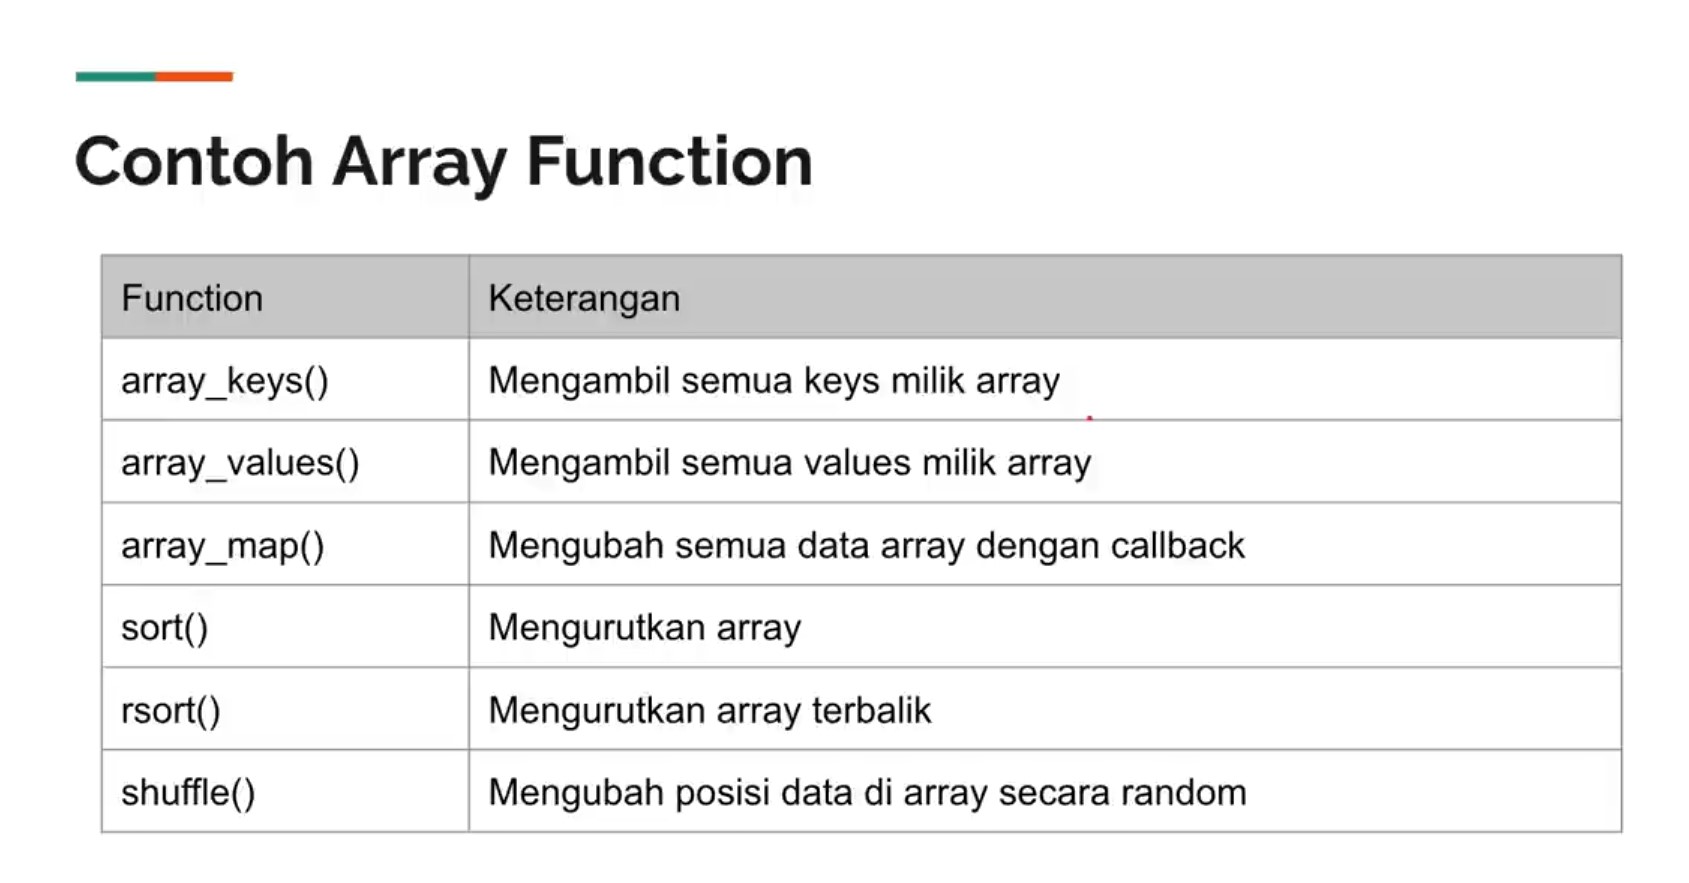 Contoh Array Function
Function Keterangan
array_keys() Mengambil semua keys milik array
array_values() Mengambil semua values milik array
array_map() Mengubah semua data array dengan callback
sort() Mengurutkan array
rsort() Mengurutkan array terbalik
shuffle() Mengubah posisi data di array secara random